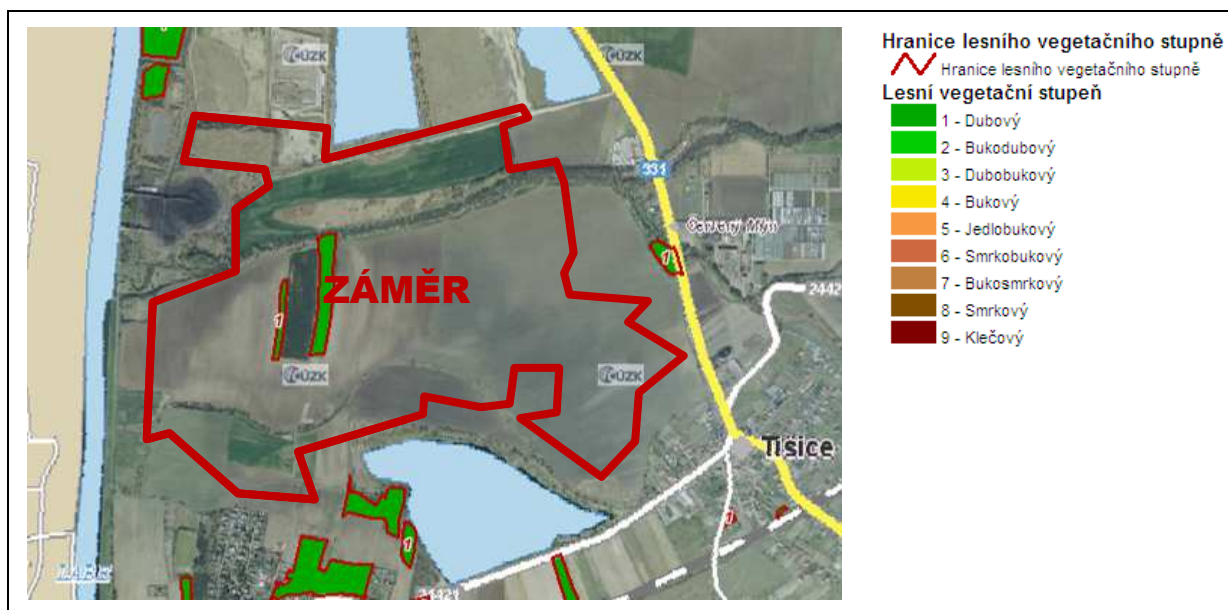 ČÚZK
ČÚZK
331
Červený Mlýn
1
2442
ZÁMĚR
1
ČÚZK
ČÚZK
Tišice
1
1
24421
Hranice lesního vegetačního stupně
Hranice lesního vegetačního stupně
Lesní vegetační stupeň
1 - Dubový
2 - Bukodubový
3 - Dubobukový
4 - Bukový
5 - Jedlobukový
6 - Smrkobukový
7 - Bukosmrkový
8 - Smrkový
9 - Klečový